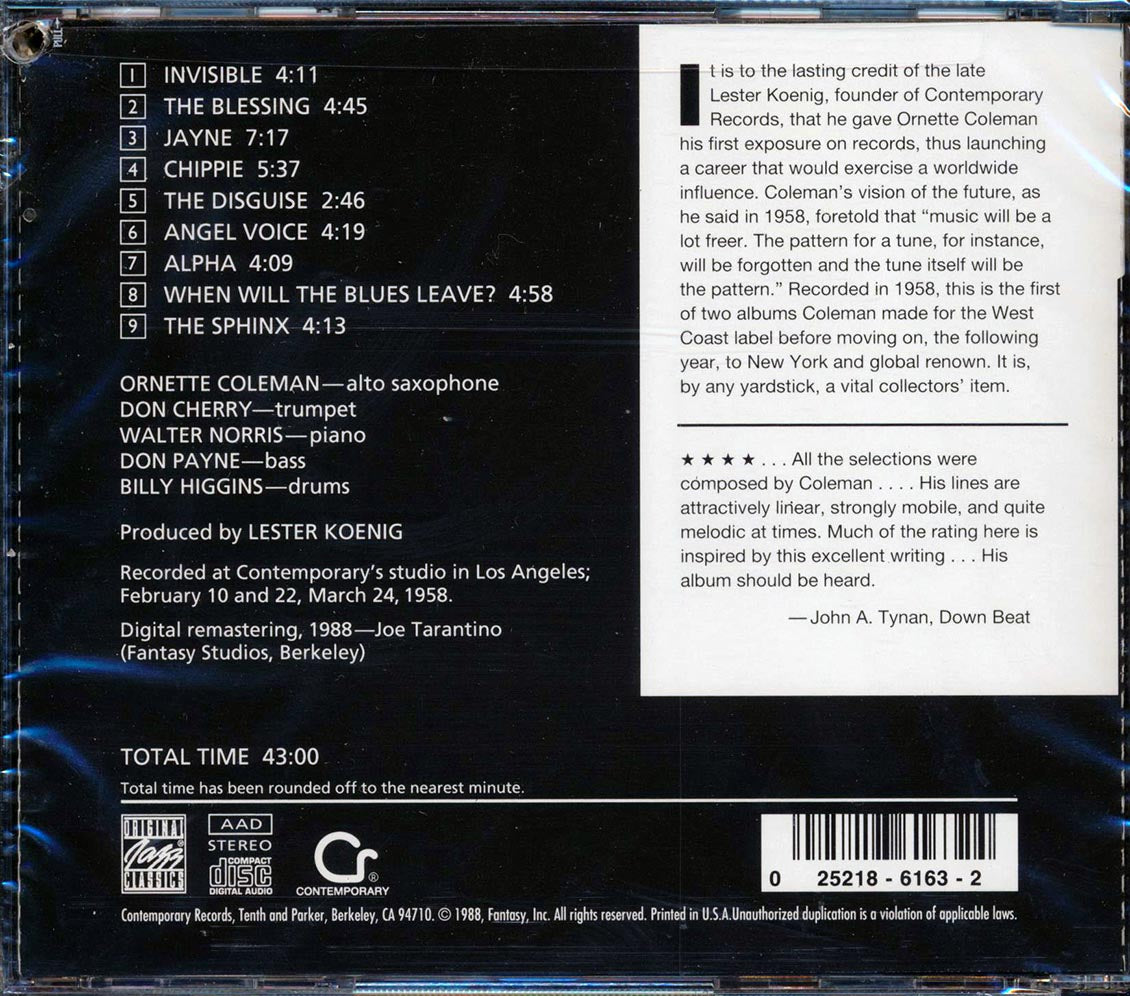 PULL
1 INVISIBLE 4:11
2 THE BLESSING 4:45
3 JAYNE 7:17
4 CHIPPIE 5:37
5 THE DISGUISE 2:46
6 ANGEL VOICE 4:19
7 ALPHA 4:09
8 WHEN WILL THE BLUES LEAVE? 4:58
9 THE SPHINX 4:13
ORNETTE COLEMAN—alto saxophone
DON CHERRY—trumpet
WALTER NORRIS—piano
DON PAYNE—bass
BILLY HIGGINS—drums
Produced by LESTER KOENIG
Recorded at Contemporary's studio in Los Angeles;
February 10 and 22, March 24, 1958.
Digital remastering, 1988—Joe Tarantino
(Fantasy Studios, Berkeley)
It is to the lasting credit of the late
Lester Koenig, founder of Contemporary
Records, that he gave Ornette Coleman
his first exposure on records, thus launching
a career that would exercise a worldwide
influence. Coleman's vision of the future, as
he said in 1958, foretold that “music will be a
lot freer. The pattern for a tune, for instance,
will be forgotten and the tune itself will be
the pattern.” Recorded in 1958, this is the first
of two albums Coleman made for the West
Coast label before moving on, the following
year, to New York and global renown. It is,
by any yardstick, a vital collectors' item.
★ ★ ★ ★ . . . All the selections were
composed by Coleman . . . . His lines are
attractively linear, strongly mobile, and quite
melodic at times. Much of the rating here is
inspired by this excellent writing . . . His
album should be heard.
—John A. Tynan, Down Beat
TOTAL TIME 43:00
Total time has been rounded off to the nearest minute.
ORIGINAL
Jazz®
CLASSICS
AAD
STEREO
COMPACT
disc
DIGITAL AUDIO
Cr®
CONTEMPORARY
0 25218 - 6163 - 2
Contemporary Records, Tenth and Parker, Berkeley, CA 94710. © 1988, Fantasy, Inc. All rights reserved. Printed in U.S.A.Unauthorized duplication is a violation of applicable laws.